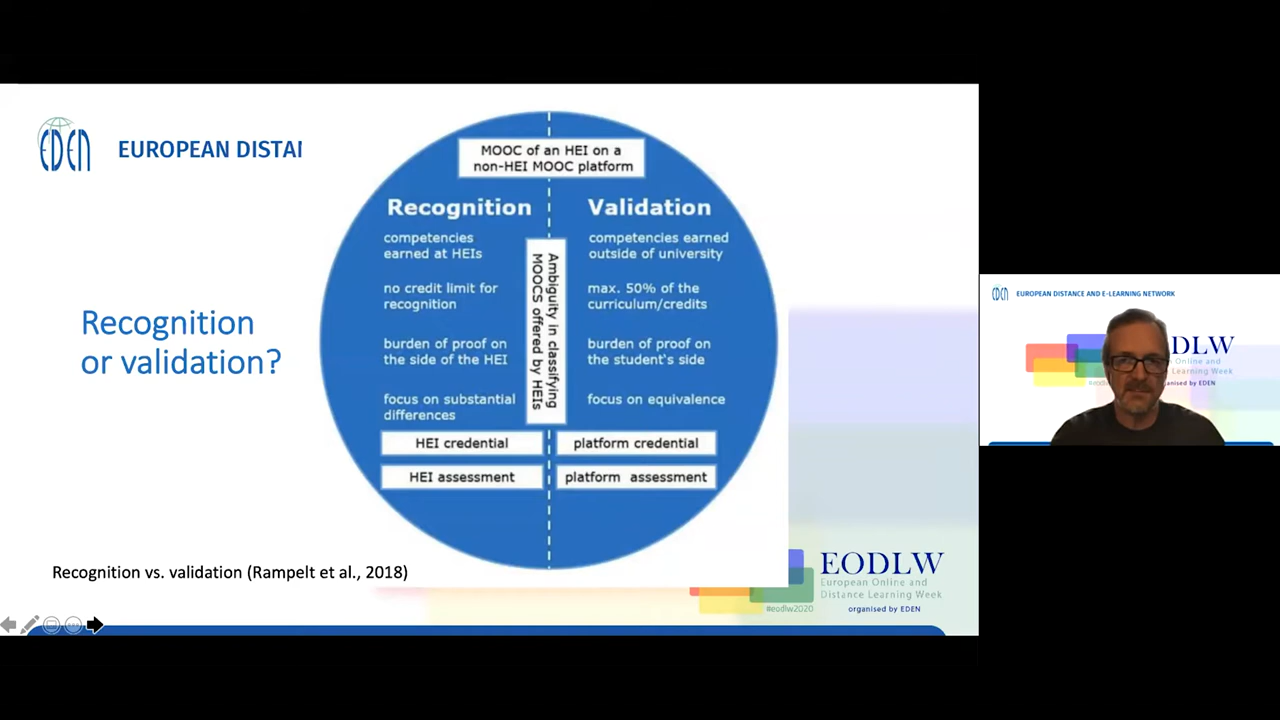 EDEN
EUROPEAN DISTAI
Recognition
or validation?
MOOC of an HEI on a
non-HEI MOOC platform
Recognition
competencies
earned at HEIs
no credit limit for
recognition
burden of proof on
the side of the HEI
focus on substantial
differences
HEI credential
HEI assessment
Ambiguity in classifying
MOOCS offered by HEIs
Validation
competencies earned
outside of university
max. 50% of the
curriculum/credits
burden of proof on
the student's side
focus on equivalence
platform credential
platform assessment
Recognition vs. validation (Rampelt et al., 2018)
EODLW
European Online and
Distance Learning Week
#eodlw2020
organised by EDEN
EDEN
EUROPEAN DISTANCE AND E-LEARNING NETWORK
DLW
Online and
Learning Week
organised by EDEN